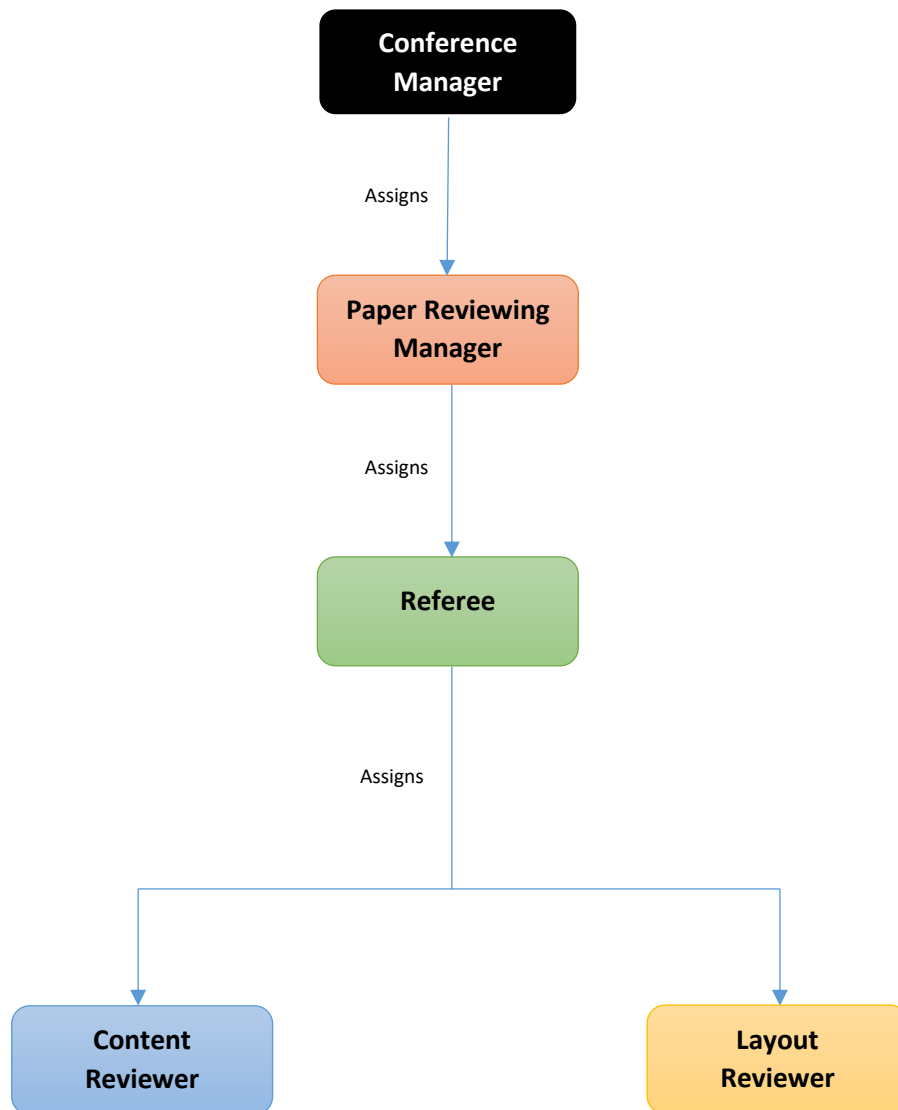 Conference
Manager
Assigns
Paper Reviewing
Manager
Assigns
Referee
Assigns
Content
Reviewer
Layout
Reviewer